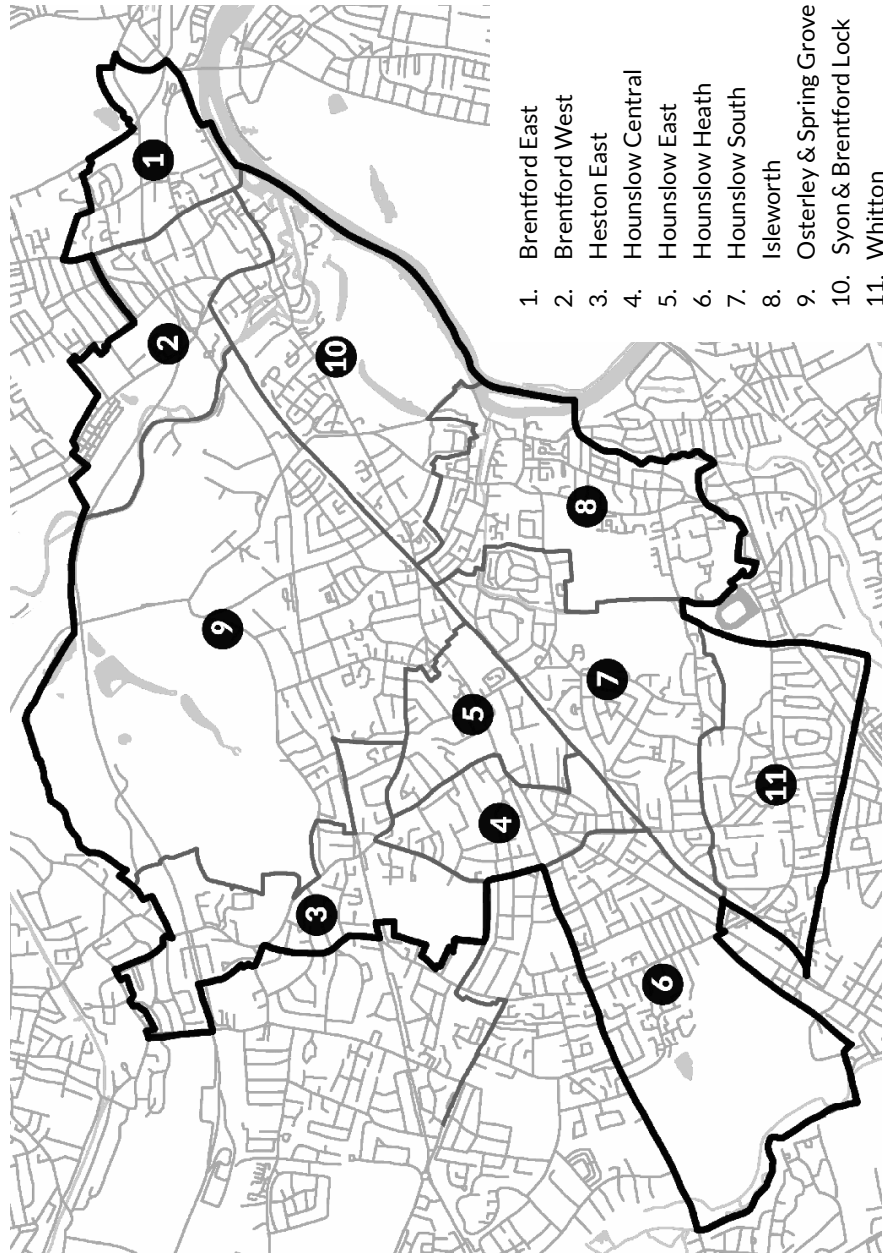 1
2
9
3
10
5
4
8
7
6
11
1. Brentford East
2. Brentford West
3. Heston East
4. Hounslow Central
5. Hounslow East
6. Hounslow Heath
7. Hounslow South
8. Isleworth
9. Osterley & Spring Grove
10. Syon & Brentford Lock
11. Whitton